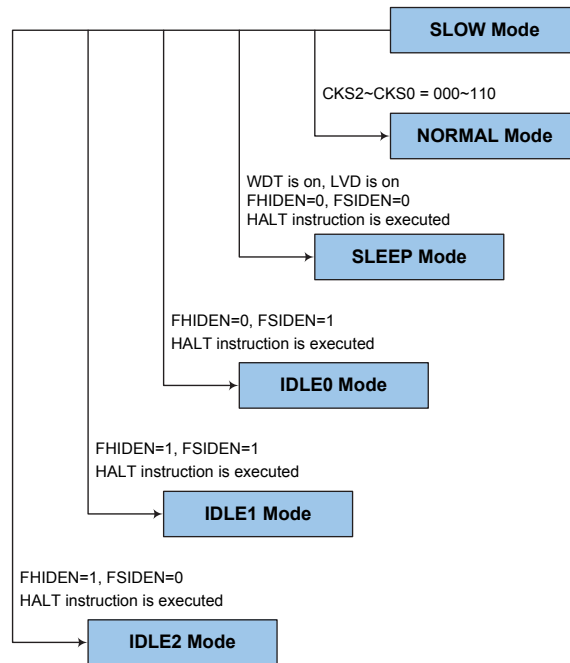 SLOW Mode
CKS2~CKS0 = 000~110
NORMAL Mode
WDT is on, LVD is on
FHIDEN=0, FSIDEN=0
HALT instruction is executed
SLEEP Mode
FHIDEN=0, FSIDEN=1
HALT instruction is executed
IDLE0 Mode
FHIDEN=1, FSIDEN=1
HALT instruction is executed
IDLE1 Mode
FHIDEN=1, FSIDEN=0
HALT instruction is executed
IDLE2 Mode